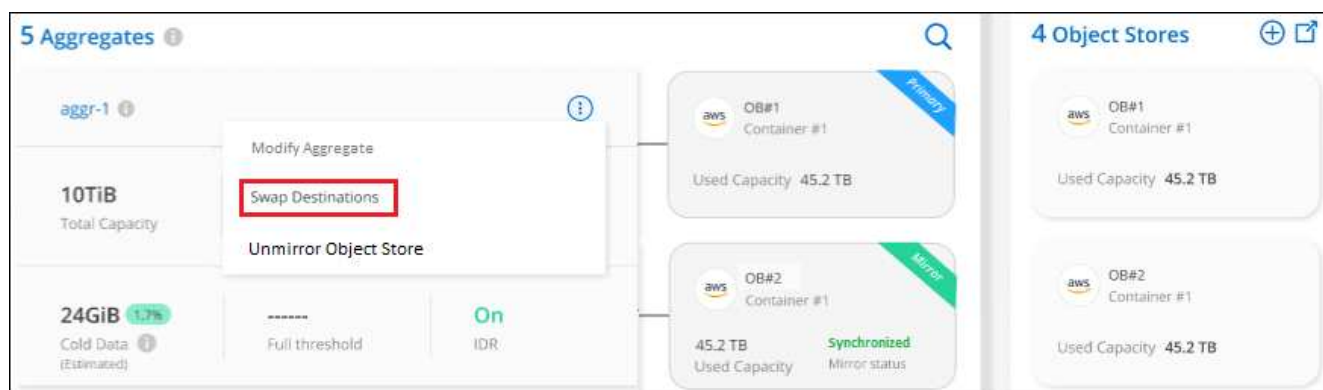 5 Aggregates
4 Object Stores
aggr-1
Modify Aggregate
Swap Destinations
Unmirror Object Store
10TiB
Total Capacity
24GiB 1.7%
Cold Data
(Estimated)
------
Full threshold
On
IDR
Primary
aws
OB#1
Container #1
Used Capacity 45.2 TB
Mirror
aws
OB#2
Container #1
45.2 TB
Used Capacity
Synchronized
Mirror status
aws
OB#1
Container #1
Used Capacity 45.2 TB
aws
OB#2
Container #1
Used Capacity 45.2 TB